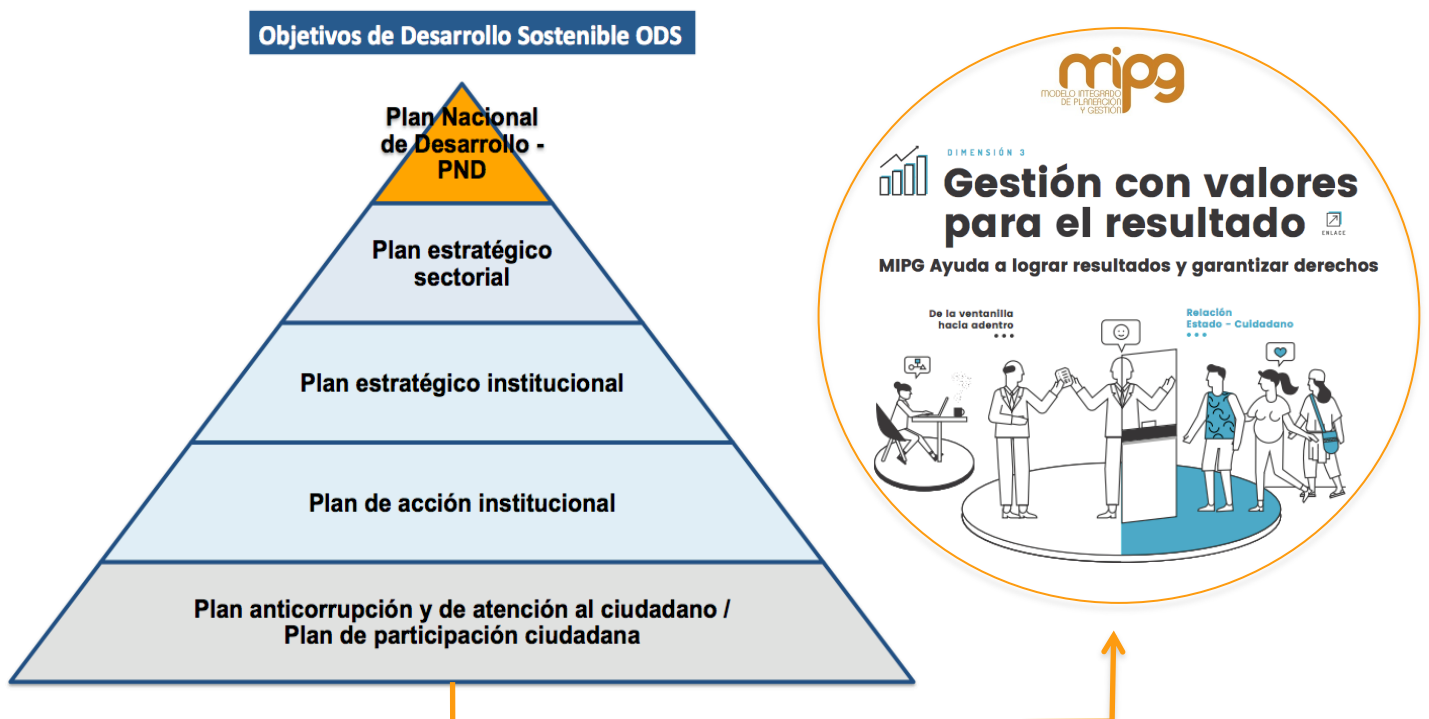 Objetivos de Desarrollo Sostenible ODS
Plan Nacional
de Desarrollo -
PND
Plan estratégico
sectorial
Plan estratégico institucional
Plan de acción institucional
Plan anticorrupción y de atención al ciudadano /
Plan de participación ciudadana
mipg
MODELO INTEGRADO
DE PLANEACIÓN
Y GESTIÓN
DIMENSIÓN 3
Gestión con valores
para el resultado
ENLACE
MIPG Ayuda a lograr resultados y garantizar derechos
De la ventanilla
hacia adentro
Relación
Estado - Cuidadano